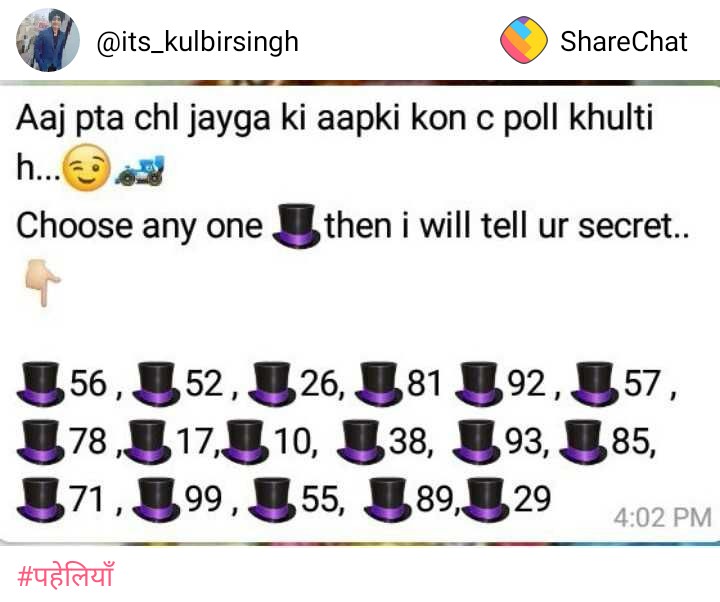 @its_kulbirsingh
ShareChat
Aaj pta chl jayga ki aapki kon c poll khulti
h...😉🏎️
Choose any one 🎩then i will tell ur secret..
👇🏼
🎩56 , 🎩52 , 🎩26, 🎩81 🎩92 , 🎩57 ,
🎩78 ,🎩17,🎩10, 🎩38, 🎩93, 🎩85,
🎩71 , 🎩99 , 🎩55, 🎩89,🎩29
4:02 PM
#पहेलियाँ